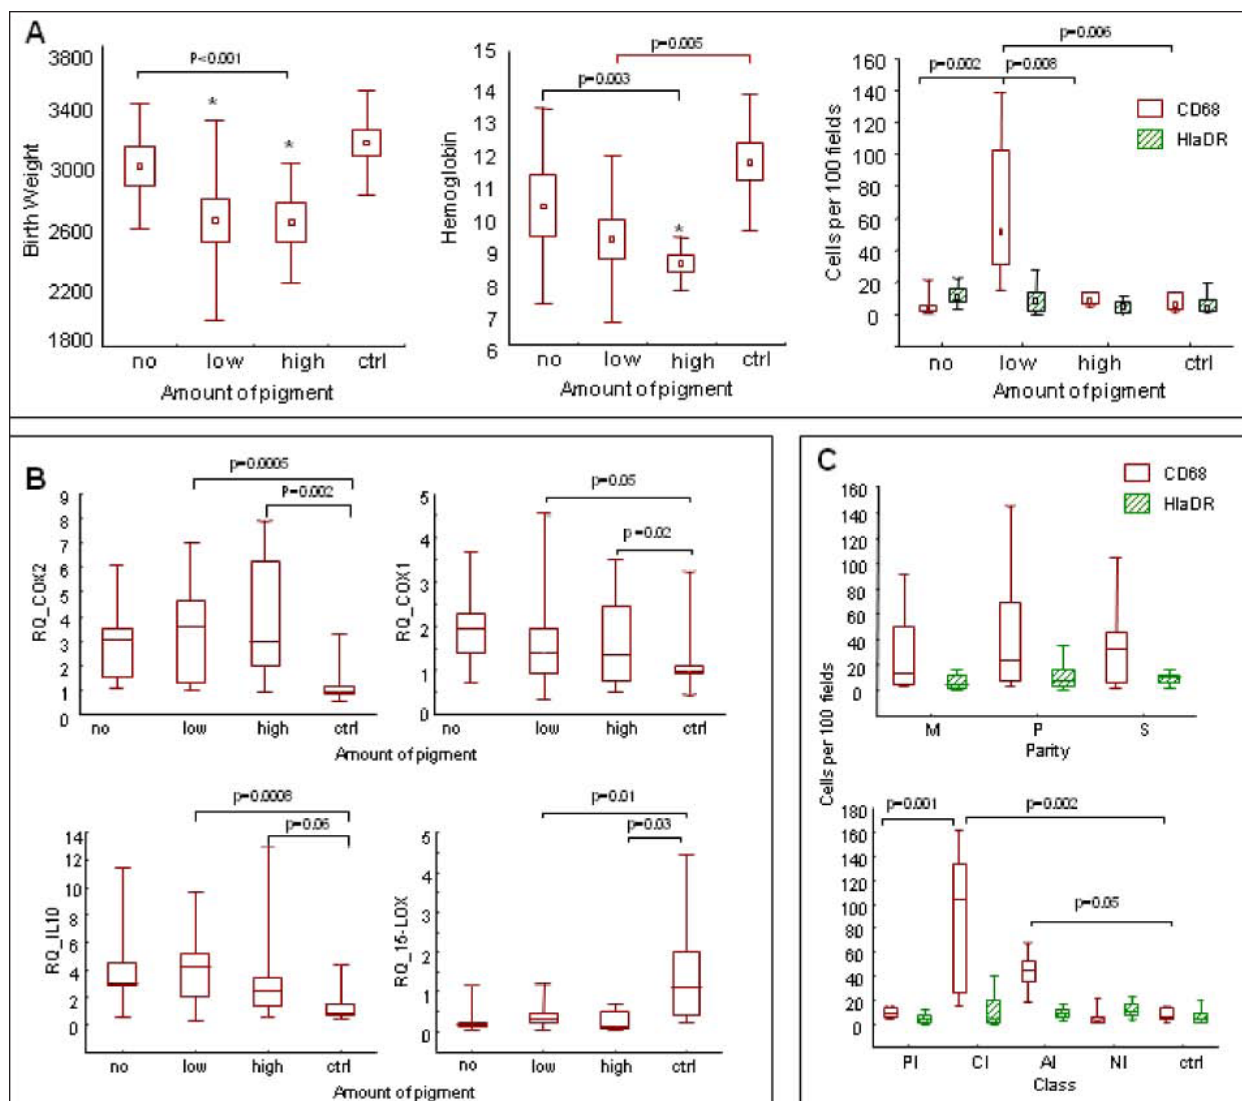 A
Birth Weight
3800
3400
3000
2600
2200
1800
P<0.001
*
*
no
low
high
ctrl
Amount of pigment
Hemoglobin
15
14
13
12
11
10
9
8
7
6
p=0.005
p=0.003
*
no
low
high
ctrl
Amount of pigment
Cells per 100 fields
160
140
120
100
80
60
40
20
0
p=0.006
p=0.002
p=0.008
CD68
HlaDR
no
low
high
ctrl
Amount of pigment
B
RQ_COX2
9
8
7
6
5
4
3
2
1
0
p=0.0005
P=0.002
no
low
high
ctrl
Amount of pigment
RQ_COX1
5
4
3
2
1
0
p=0.05
p=0.02
no
low
high
ctrl
RQ_IL10
14
12
10
8
6
4
2
0
p=0.0008
p=0.06
no
low
high
ctrl
RQ_15-LOX
5
4
3
2
1
0
p=0.01
p=0.03
no
low
high
ctrl
Amount of pigment
C
CD68
HlaDR
160
140
120
100
80
60
40
20
0
M
P
S
Parity
Cells per 100 fields
180
160
140
120
100
80
60
40
20
0
p=0.001
p=0.002
p=0.05
PI
CI
AI
NI
ctrl
Class